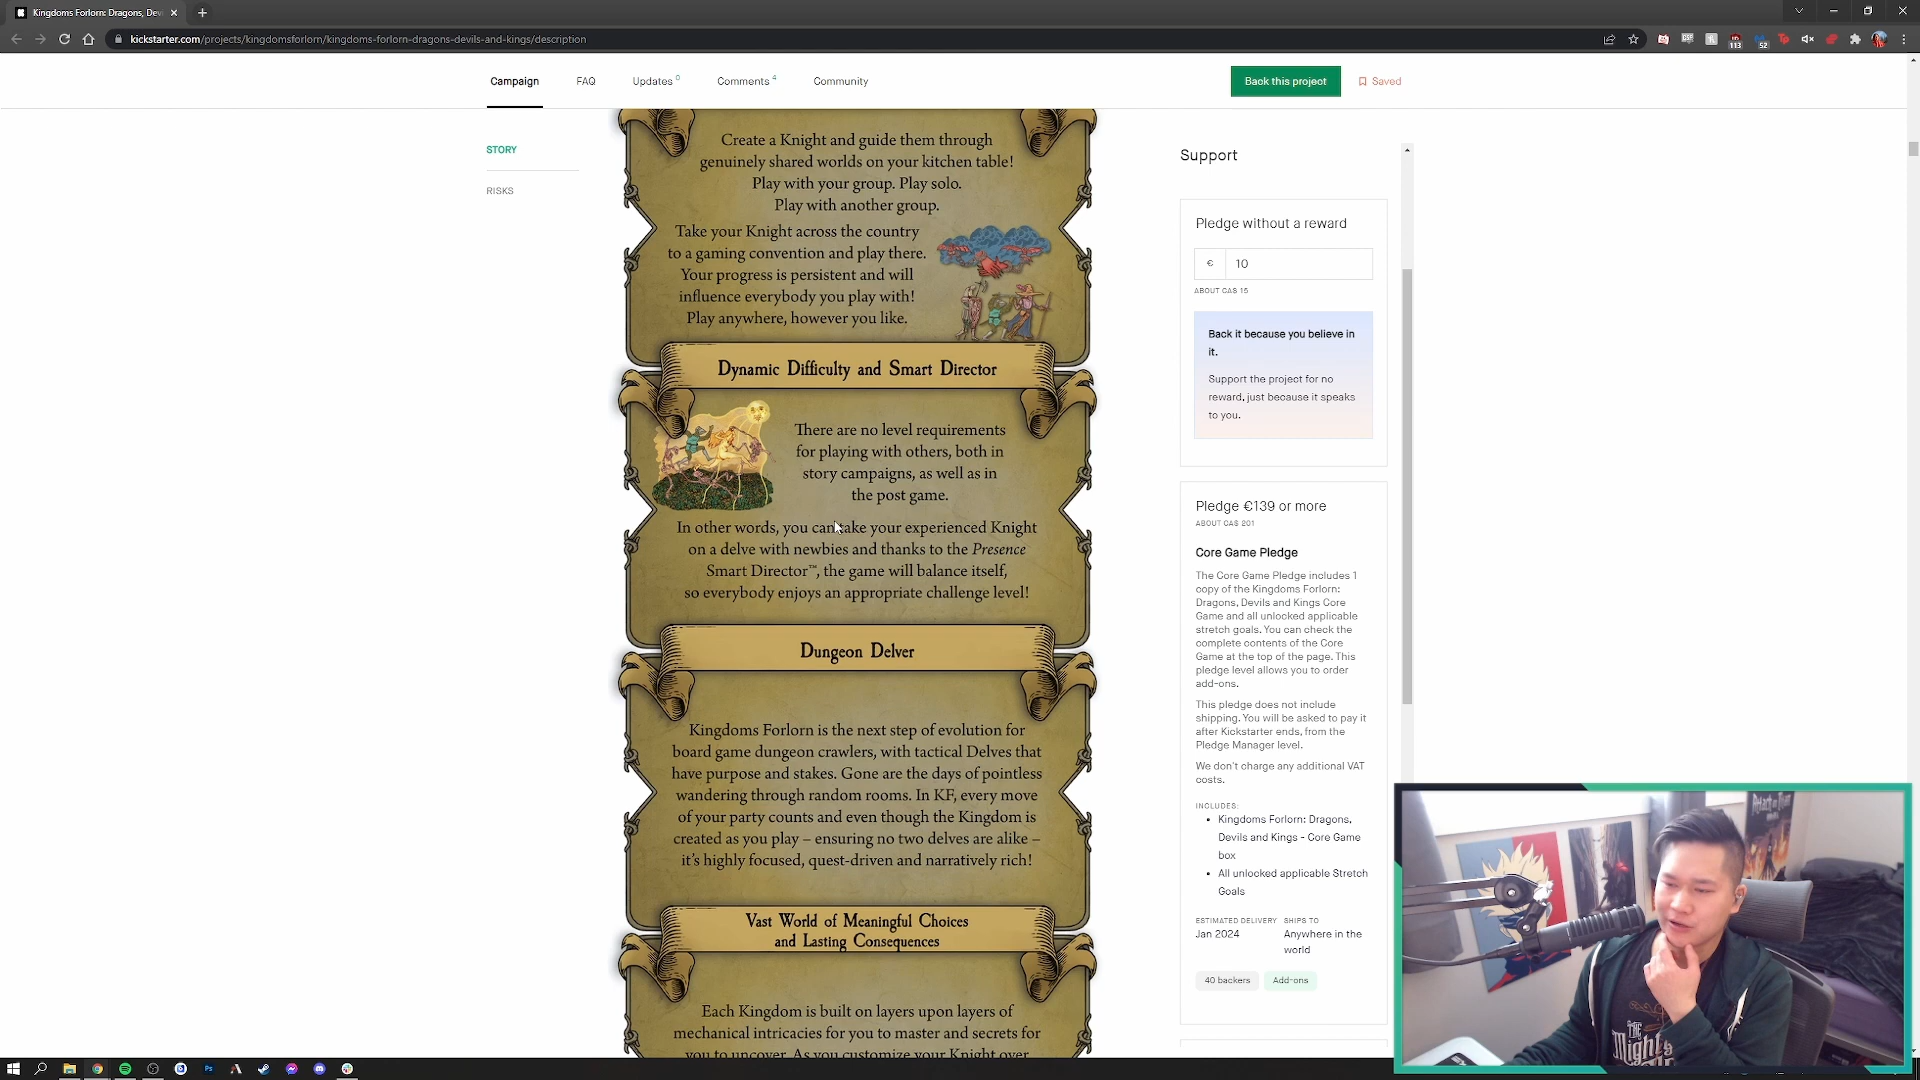 Kingdoms Forlorn: Dragons, Dev
kickstarter.com/projects/kingdomsforlorn/kingdoms-forlorn-dragons-devils-and-kings/description
113
52
Campaign
FAQ
Updates 0
Comments 4
Community
Back this project
Saved
STORY
RISKS
Create a Knight and guide them through
genuinely shared worlds on your kitchen table!
Play with your group. Play solo.
Play with another group.
Take your Knight across the country
to a gaming convention and play there.
Your progress is persistent and will
influence everybody you play with!
Play anywhere, however you like.
Dynamic Difficulty and Smart Director
There are no level requirements
for playing with others, both in
story campaigns, as well as in
the post game.
In other words, you can take your experienced Knight
on a delve with newbies and thanks to the Presence
Smart Director™, the game will balance itself,
so everybody enjoys an appropriate challenge level!
Dungeon Delver
Kingdoms Forlorn is the next step of evolution for
board game dungeon crawlers, with tactical Delves that
have purpose and stakes. Gone are the days of pointless
wandering through random rooms. In KF, every move
of your party counts and even though the Kingdom is
created as you play – ensuring no two delves are alike –
it's highly focused, quest-driven and narratively rich!
Vast World of Meaningful Choices
and Lasting Consequences
Each Kingdom is built on layers upon layers of
mechanical intricacies for you to master and secrets for
you to uncover. As you customize your Knight over
Support
Pledge without a reward
€ 10
ABOUT CA$ 15
Back it because you believe in
it.
Support the project for no
reward, just because it speaks
to you.
Pledge €139 or more
ABOUT CA$ 201
Core Game Pledge
The Core Game Pledge includes 1
copy of the Kingdoms Forlorn:
Dragons, Devils and Kings Core
Game and all unlocked applicable
stretch goals. You can check the
complete contents of the Core
Game at the top of the page. This
pledge level allows you to order
add-ons.
This pledge does not include
shipping. You will be asked to pay it
after Kickstarter ends, from the
Pledge Manager level.
We don't charge any additional VAT
costs.
INCLUDES:
Kingdoms Forlorn: Dragons,
Devils and Kings - Core Game
box
All unlocked applicable Stretch
Goals
ESTIMATED DELIVERY
Jan 2024
SHIPS TO
Anywhere in the
world
40 backers
Add-ons
THE
Mighty